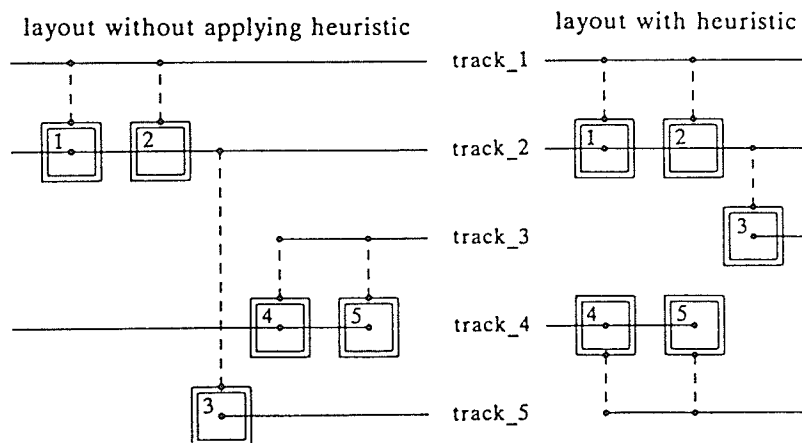 layout without applying heuristic
layout with heuristic
track_1
1 2 track_2 1 2
track_3 3
4 5 track_4 4 5
3 track_5